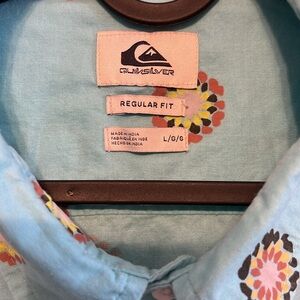 QUIKSILVER
REGULAR FIT
MADE IN INDIA
FABRIQUÉ EN INDE
HECHO EN INDIA
L/G/G